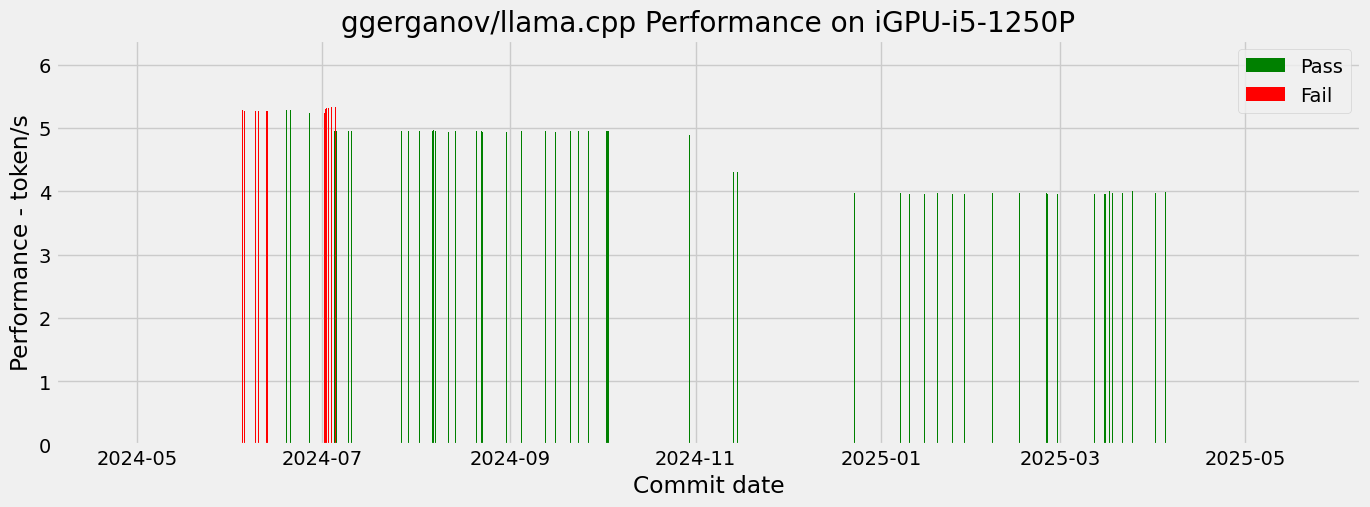 ggerganov/llama.cpp Performance on iGPU-i5-1250P
Performance - token/s
6
5
4
3
2
1
0
Pass
Fail
2024-05
2024-07
2024-09
2024-11
2025-01
2025-03
2025-05
Commit date